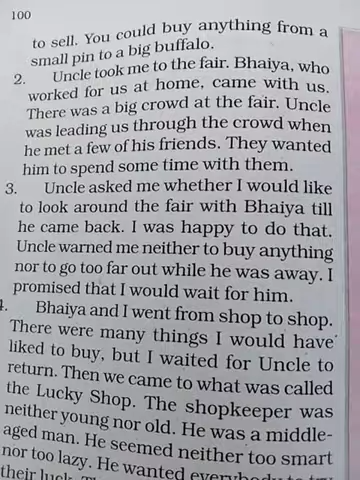 100
to sell. You could buy anything from a
small pin to a big buffalo.
2. Uncle took me to the fair. Bhaiya, who
worked for us at home, came with us.
There was a big crowd at the fair. Uncle
was leading us through the crowd when
he met a few of his friends. They wanted
him to spend some time with them.
3. Uncle asked me whether I would like
to look around the fair with Bhaiya till
he came back. I was happy to do that.
Uncle warned me neither to buy anything
nor to go too far out while he was away. I
promised that I would wait for him.
4. Bhaiya and I went from shop to shop.
There were many things I would have
liked to buy, but I waited for Uncle to
return. Then we came to what was called
the Lucky Shop. The shopkeeper was
neither young nor old. He was a middle-
aged man. He seemed neither too smart
nor too lazy. He wanted everybody to try
their luck.